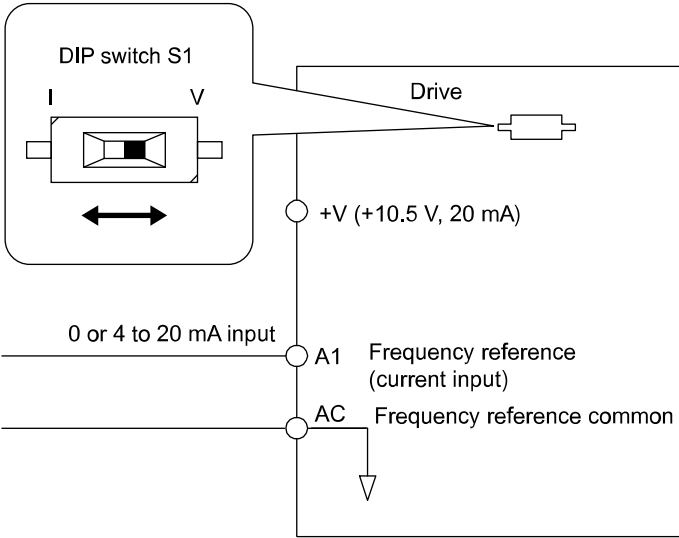 DIP switch S1
I V
Drive
+V (+10.5 V, 20 mA)
0 or 4 to 20 mA input
A1 Frequency reference
(current input)
AC Frequency reference common